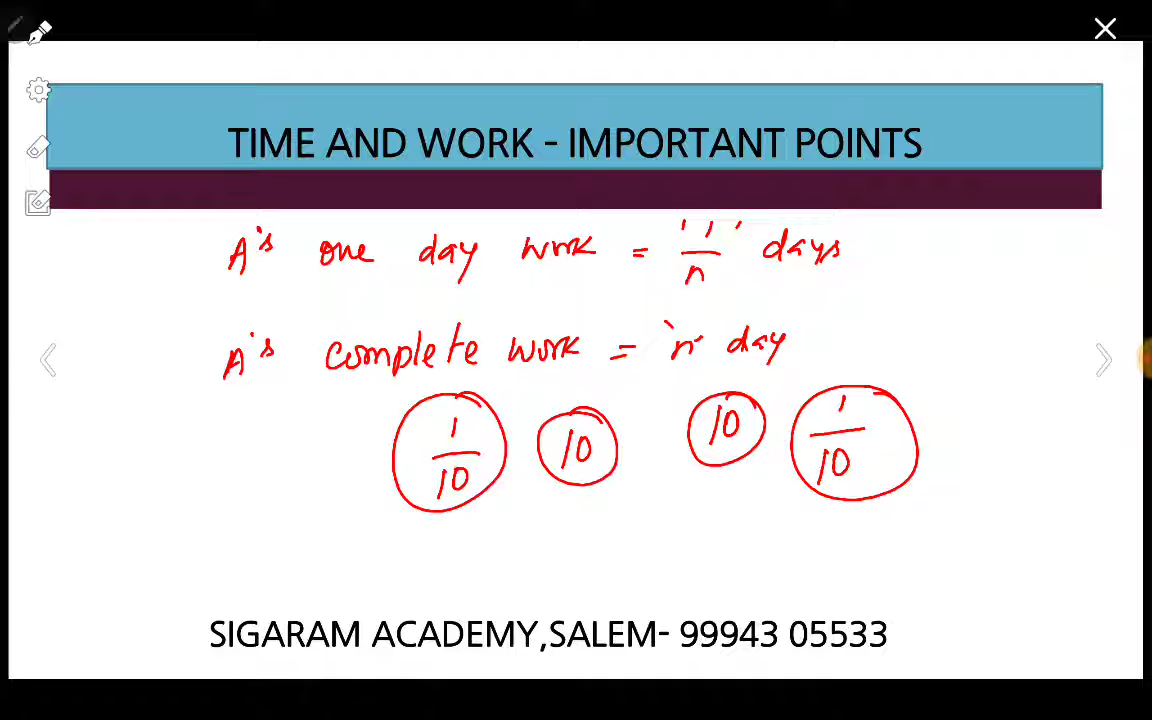 TIME AND WORK - IMPORTANT POINTS
A's one day work = 1/n days
A's complete work = 'n' day
1/10 10 10 1/10
SIGARAM ACADEMY,SALEM- 99943 05533